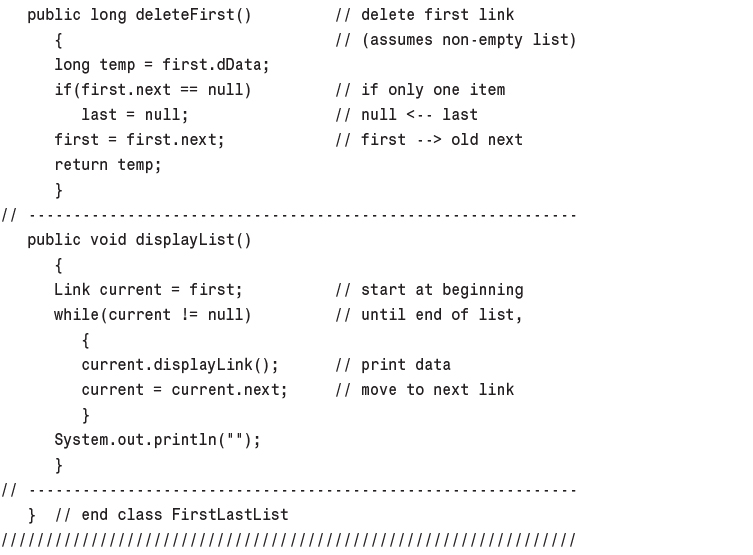 public long deleteFirst()         // delete first link
      {                              // (assumes non-empty list)
      long temp = first.dData;
      if(first.next == null)         // if only one item
         last = null;                // null <-- last
      first = first.next;            // first --> old next
      return temp;
      }
// -------------------------------------------------------------
   public void displayList()
      {
      Link current = first;          // start at beginning
      while(current != null)         // until end of list,
         {
         current.displayLink();      // print data
         current = current.next;     // move to next link
         }
      System.out.println("");
      }
// -------------------------------------------------------------
   }  // end class FirstLastList
////////////////////////////////////////////////////////////////